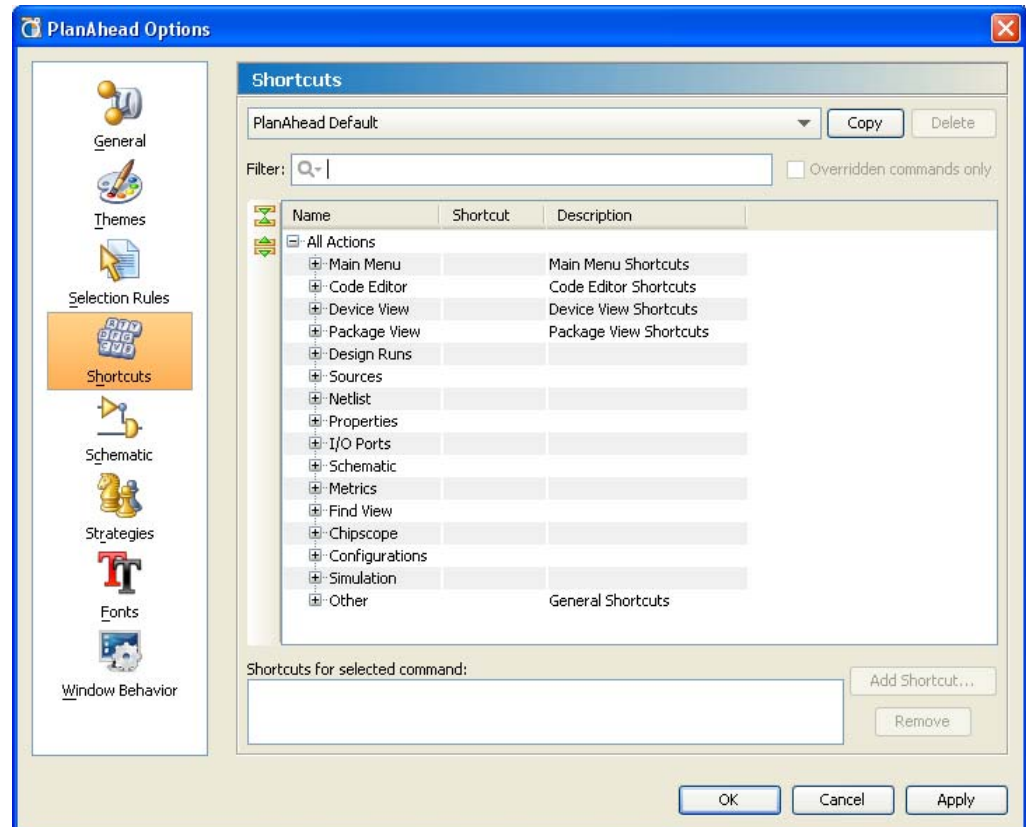 PlanAhead Options
General
Themes
Selection Rules
Shortcuts
Schematic
Strategies
Fonts
Window Behavior
Shortcuts
PlanAhead Default Copy Delete
Filter: Overridden commands only
Name Shortcut Description
All Actions
Main Menu Main Menu Shortcuts
Code Editor Code Editor Shortcuts
Device View Device View Shortcuts
Package View Package View Shortcuts
Design Runs
Sources
Netlist
Properties
I/O Ports
Schematic
Metrics
Find View
Chipscope
Configurations
Simulation
Other General Shortcuts
Shortcuts for selected command:
Add Shortcut...
Remove
OK Cancel Apply